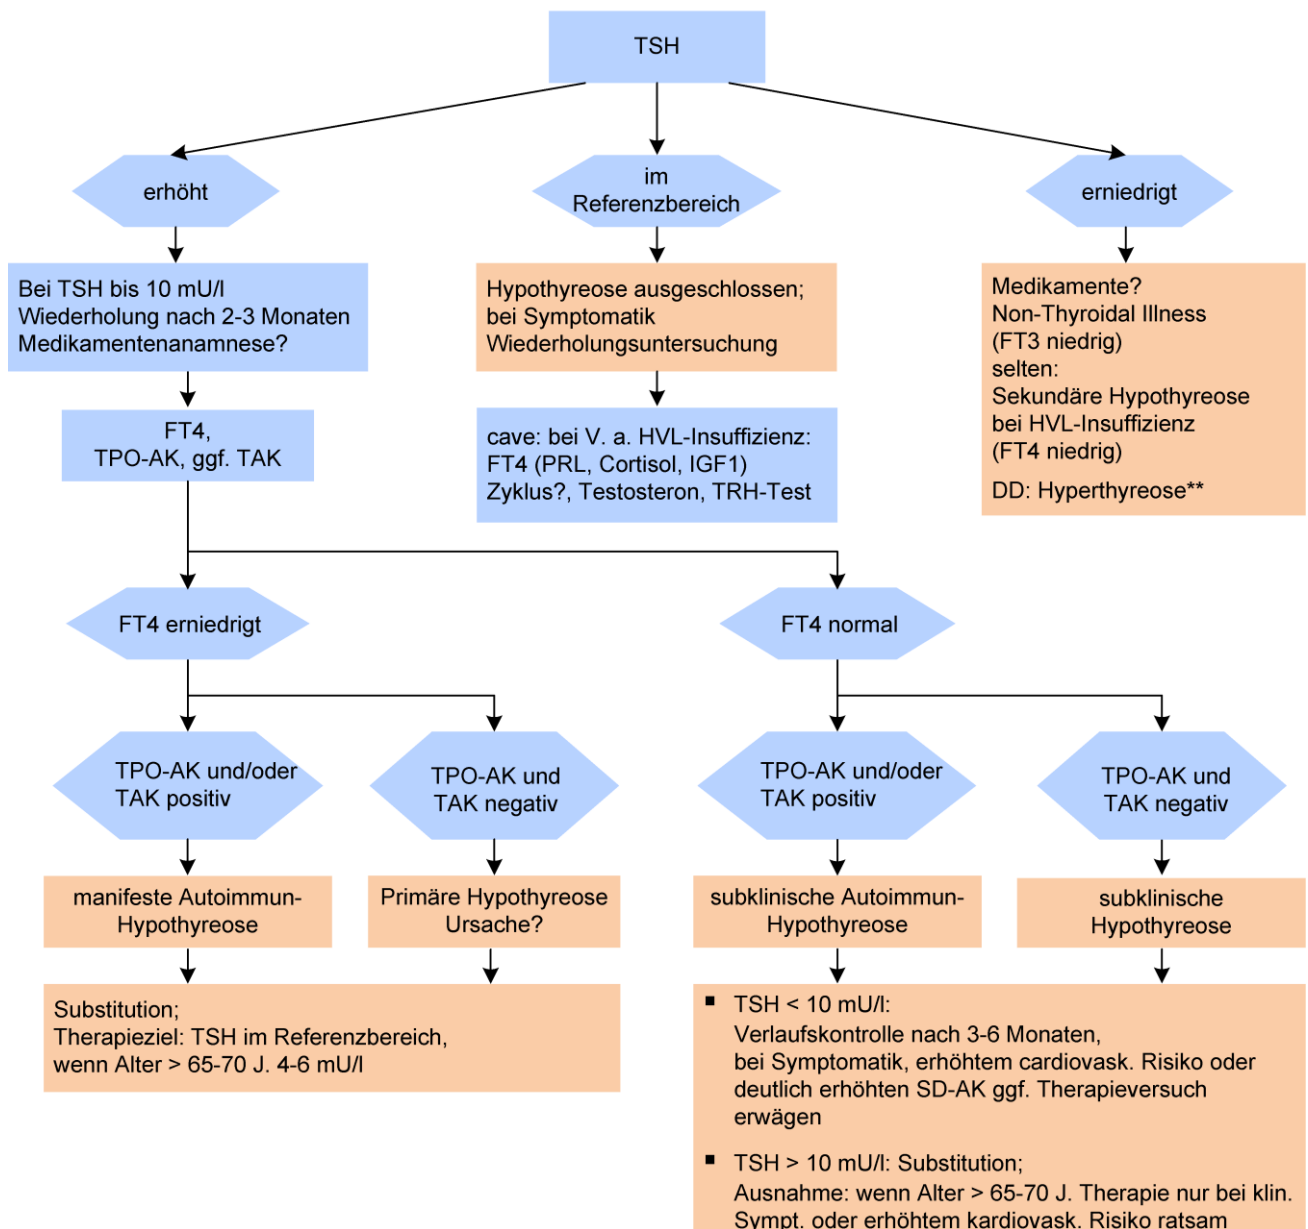 TSH
erhöht
im
Referenzbereich
erniedrigt
Bei TSH bis 10 mU/l
Wiederholung nach 2-3 Monaten
Medikamentenanamnese?
Hypothyreose ausgeschlossen;
bei Symptomatik
Wiederholungsuntersuchung
Medikamente?
Non-Thyroidal Illness
(FT3 niedrig)
selten:
Sekundäre Hypothyreose
bei HVL-Insuffizienz
(FT4 niedrig)
DD: Hyperthyreose**
FT4,
TPO-AK, ggf. TAK
cave: bei V. a. HVL-Insuffizienz:
FT4 (PRL, Cortisol, IGF1)
Zyklus?, Testosteron, TRH-Test
FT4 erniedrigt
FT4 normal
TPO-AK und/oder
TAK positiv
TPO-AK und
TAK negativ
TPO-AK und/oder
TAK positiv
TPO-AK und
TAK negativ
manifeste Autoimmun-
Hypothyreose
Primäre Hypothyreose
Ursache?
subklinische Autoimmun-
Hypothyreose
subklinische
Hypothyreose
Substitution;
Therapieziel: TSH im Referenzbereich,
wenn Alter > 65-70 J. 4-6 mU/l
▪ TSH < 10 mU/l:
Verlaufskontrolle nach 3-6 Monaten,
bei Symptomatik, erhöhtem cardiovask. Risiko oder
deutlich erhöhten SD-AK ggf. Therapieversuch
erwägen
▪ TSH > 10 mU/l: Substitution;
Ausnahme: wenn Alter > 65-70 J. Therapie nur bei klin.
Sympt. oder erhöhtem kardiovask. Risiko ratsam